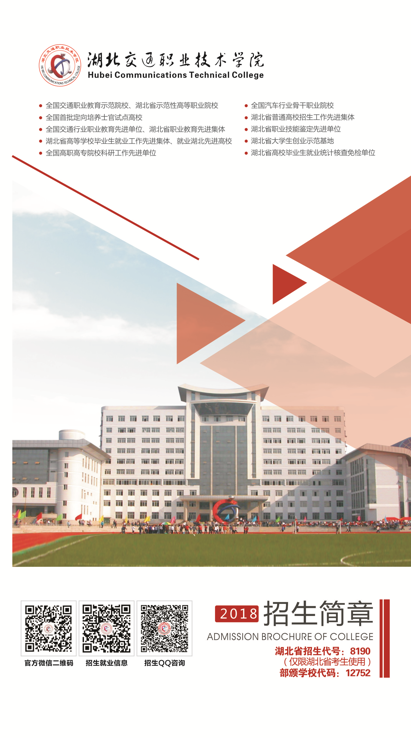 湖北交通职业技术学院
Hubei Communications Technical College
全国交通职业教育示范院校、湖北省示范性高等职业院校
全国首批定向培养士官试点高校
全国交通行业职业教育先进单位、湖北省职业教育先进集体
湖北省高等学校毕业生就业工作先进集体、就业湖北先进高校
全国高职高专院校科研工作先进单位
全国汽车行业骨干职业院校
湖北省普通高校招生工作先进集体
湖北省职业技能鉴定先进单位
湖北省大学生创业示范基地
湖北省高校毕业生就业统计核查免检单位
2018 招生简章
ADMISSION BROCHURE OF COLLEGE
湖北省招生代号：8190
（仅限湖北省考生使用）
部颁学校代码：12752
官方微信二维码
招生就业信息
招生QQ咨询